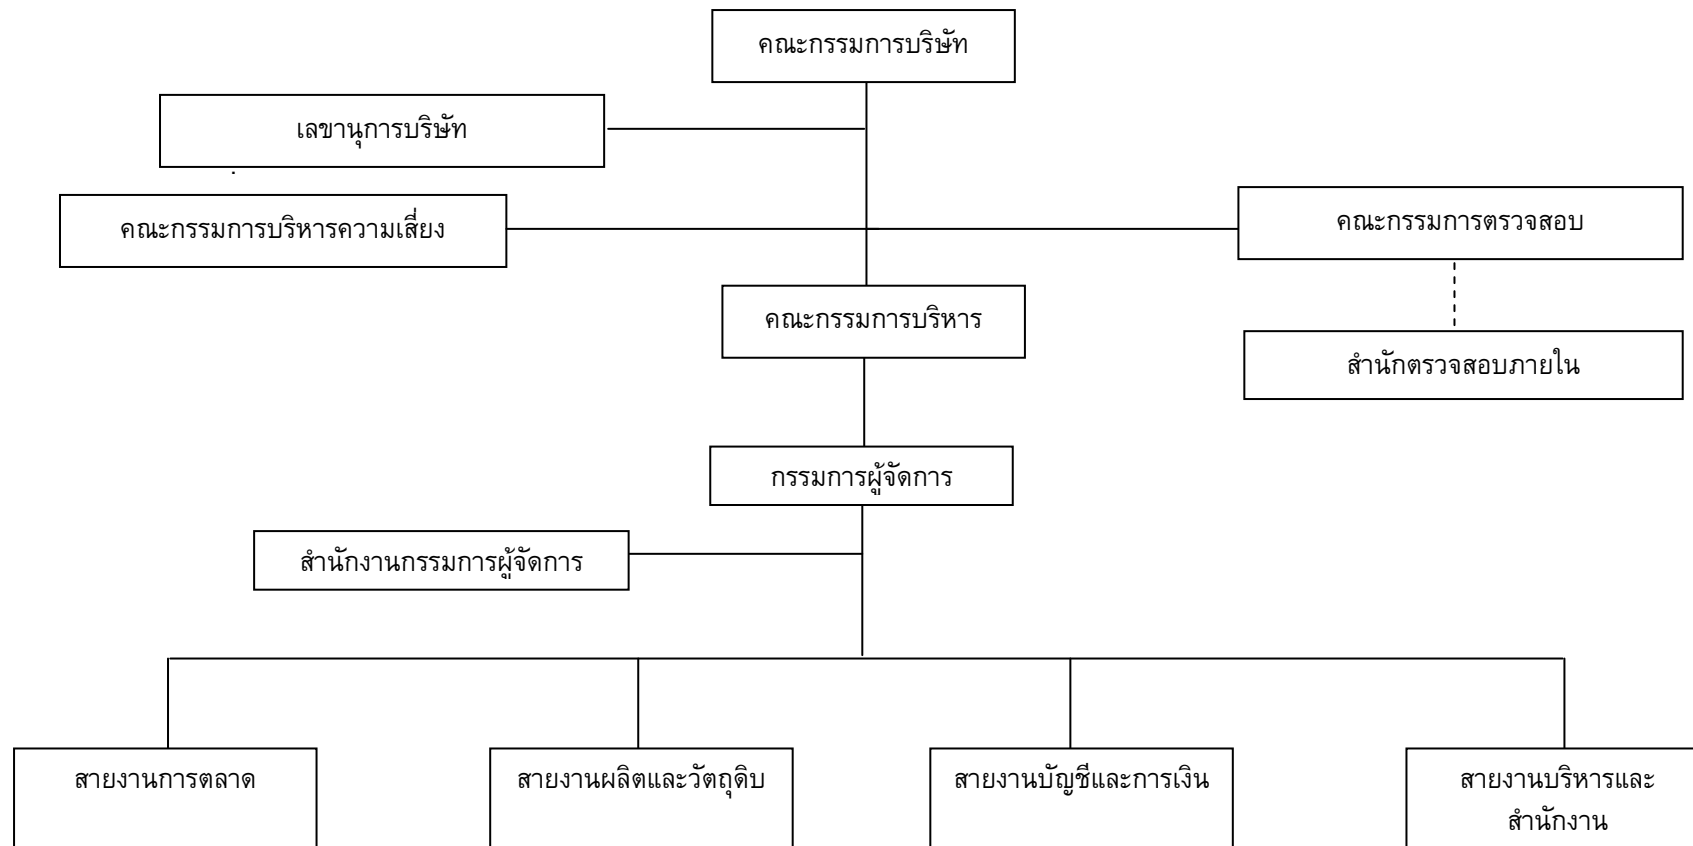 คณะกรรมการบริษัท
เลขานุการบริษัท
คณะกรรมการบริหารความเสี่ยง
คณะกรรมการตรวจสอบ
คณะกรรมการบริหาร
สำนักตรวจสอบภายใน
กรรมการผู้จัดการ
สำนักงานกรรมการผู้จัดการ
สายงานการตลาด
สายงานผลิตและวัตถุดิบ
สายงานบัญชีและการเงิน
สายงานบริหารและ
สำนักงาน